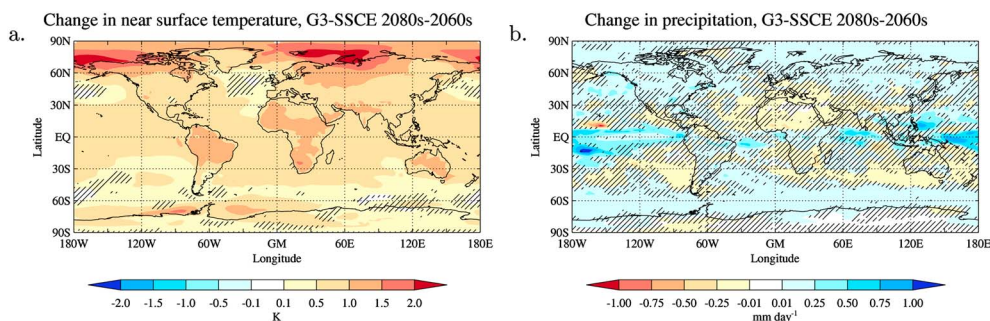 a.
Change in near surface temperature, G3-SSCE 2080s-2060s
90N
60N
30N
EQ
30S
60S
90S
Latitude
180W 120W 60W GM 60E 120E 180E
Longitude
-2.0 -1.0 -0.5 -0.1 0.1 0.5 1.0 2.0
K
b.
Change in precipitation, G3-SSCE 2080s-2060s
90N
60N
30N
EQ
30S
60S
90S
Latitude
180W 120W 60W GM 60E 120E 180E
Longitude
-1.00 -0.75 -0.50 -0.25 -0.01 0.01 0.25 0.50 0.75 1.00
mm day⁻¹